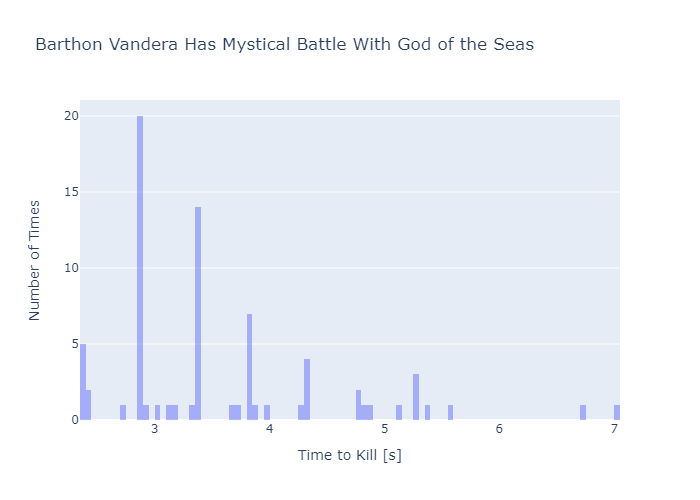 Barthon Vandera Has Mystical Battle With God of the Seas
20
15
10
5
0
Number of Times
3 4 5 6 7
Time to Kill [s]